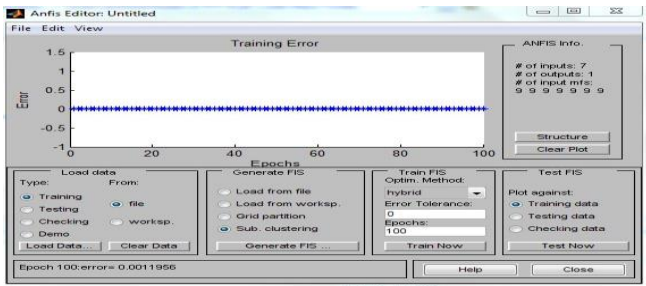 Anfis Editor: Untitled
File Edit View
Training Error
1.5
1
0.5
0
-0.5
-1
Error
0 20 40 60 80 100
Epochs
ANFIS Info.
# of inputs: 7
# of outputs: 1
# of input mfs:
9 9 9 9 9 9 9
Structure
Clear Plot
Load data
Type: From:
Training
Testing
Checking
Demo
file
worksp.
Load Data... Clear Data
Generate FIS
Load from file
Load from worksp.
Grid partition
Sub. clustering
Generate FIS ...
Train FIS
Optim. Method:
hybrid
Error Tolerance:
0
Epochs:
100
Train Now
Test FIS
Plot against:
Training data
Testing data
Checking data
Test Now
Epoch 100:error= 0.0011956
Help Close